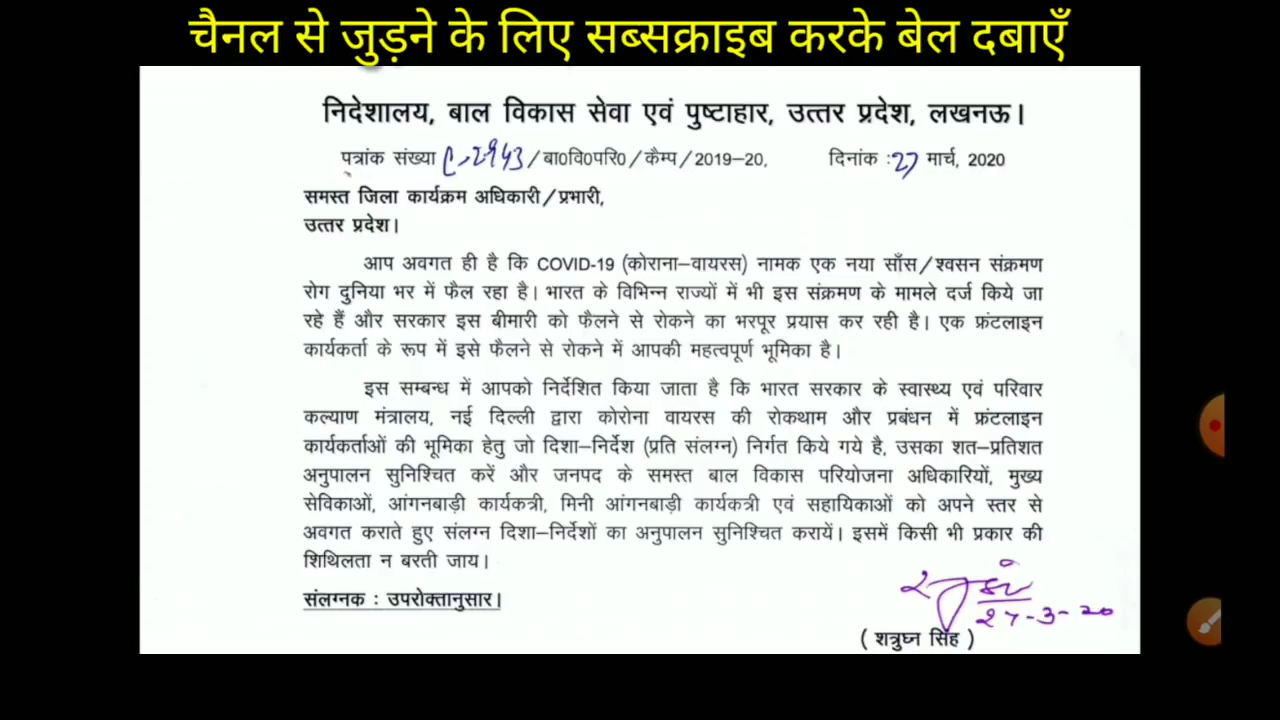 चैनल से जुड़ने के लिए सब्सक्राइब करके बेल दबाएँ
निदेशालय, बाल विकास सेवा एवं पुष्टाहार, उत्तर प्रदेश, लखनऊ।
पत्रांक संख्या C-2943/बा0वि0परि0/कैम्प/2019-20, दिनांक :27 मार्च, 2020
समस्त जिला कार्यक्रम अधिकारी/प्रभारी,
उत्तर प्रदेश।
आप अवगत ही है कि COVID-19 (कोराना-वायरस) नामक एक नया साँस/श्वसन संक्रमण
रोग दुनिया भर में फैल रहा है। भारत के विभिन्न राज्यों में भी इस संक्रमण के मामले दर्ज किये जा
रहे हैं और सरकार इस बीमारी को फैलने से रोकने का भरपूर प्रयास कर रही है। एक फ्रंटलाइन
कार्यकर्ता के रूप में इसे फैलने से रोकने में आपकी महत्वपूर्ण भूमिका है।
इस सम्बन्ध में आपको निर्देशित किया जाता है कि भारत सरकार के स्वास्थ्य एवं परिवार
कल्याण मंत्रालय, नई दिल्ली द्वारा कोरोना वायरस की रोकथाम और प्रबंधन में फ्रंटलाइन
कार्यकर्ताओं की भूमिका हेतु जो दिशा-निर्देश (प्रति संलग्न) निर्गत किये गये है, उसका शत-प्रतिशत
अनुपालन सुनिश्चित करें और जनपद के समस्त बाल विकास परियोजना अधिकारियों, मुख्य
सेविकाओं, आंगनबाड़ी कार्यकत्री, मिनी आंगनबाड़ी कार्यकत्री एवं सहायिकाओं को अपने स्तर से
अवगत कराते हुए संलग्न दिशा-निर्देशों का अनुपालन सुनिश्चित करायें। इसमें किसी भी प्रकार की
शिथिलता न बरती जाय।
संलग्नक : उपरोक्तानुसार।
27-3-20
( शत्रुघ्न सिंह )